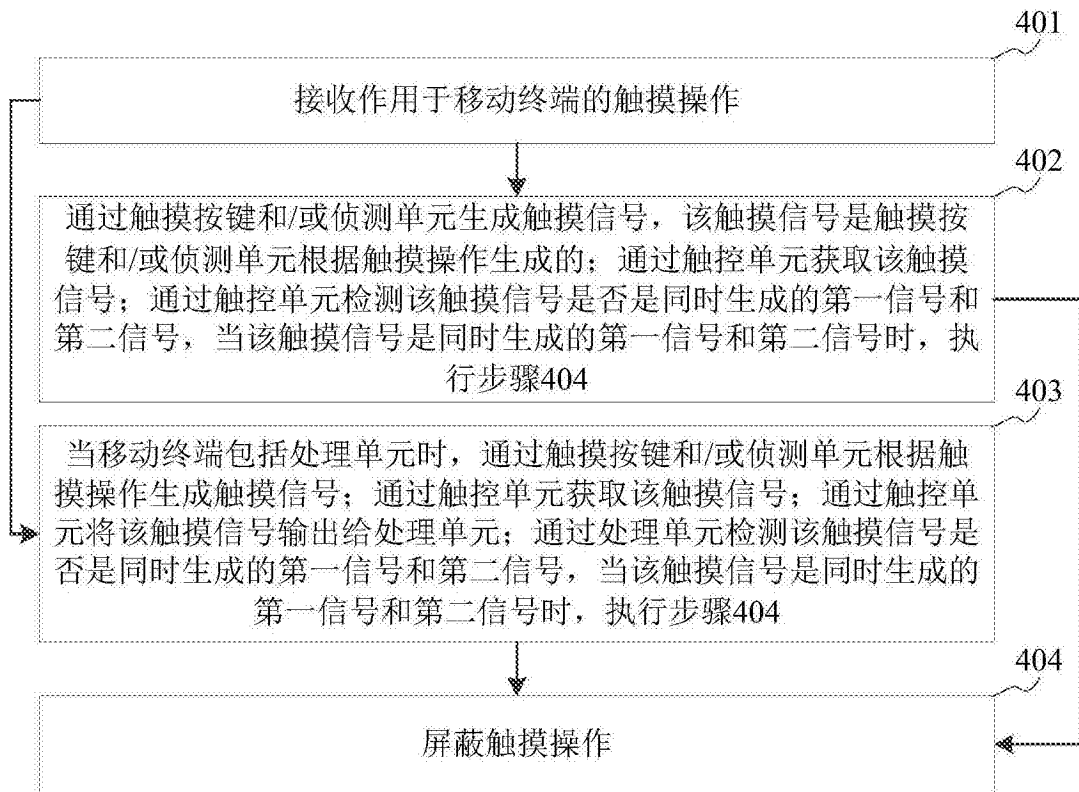 401
接收作用于移动终端的触摸操作
402
通过触摸按键和/或侦测单元生成触摸信号，该触摸信号是触摸按
键和/或侦测单元根据触摸操作生成的；通过触控单元获取该触摸
信号；通过触控单元检测该触摸信号是否是同时生成的第一信号和
第二信号，当该触摸信号是同时生成的第一信号和第二信号时，执
行步骤404
403
当移动终端包括处理单元时，通过触摸按键和/或侦测单元根据触
摸操作生成触摸信号；通过触控单元获取该触摸信号；通过触控单
元将该触摸信号输出给处理单元；通过处理单元检测该触摸信号是
否是同时生成的第一信号和第二信号，当该触摸信号是同时生成的
第一信号和第二信号时，执行步骤404
404
屏蔽触摸操作